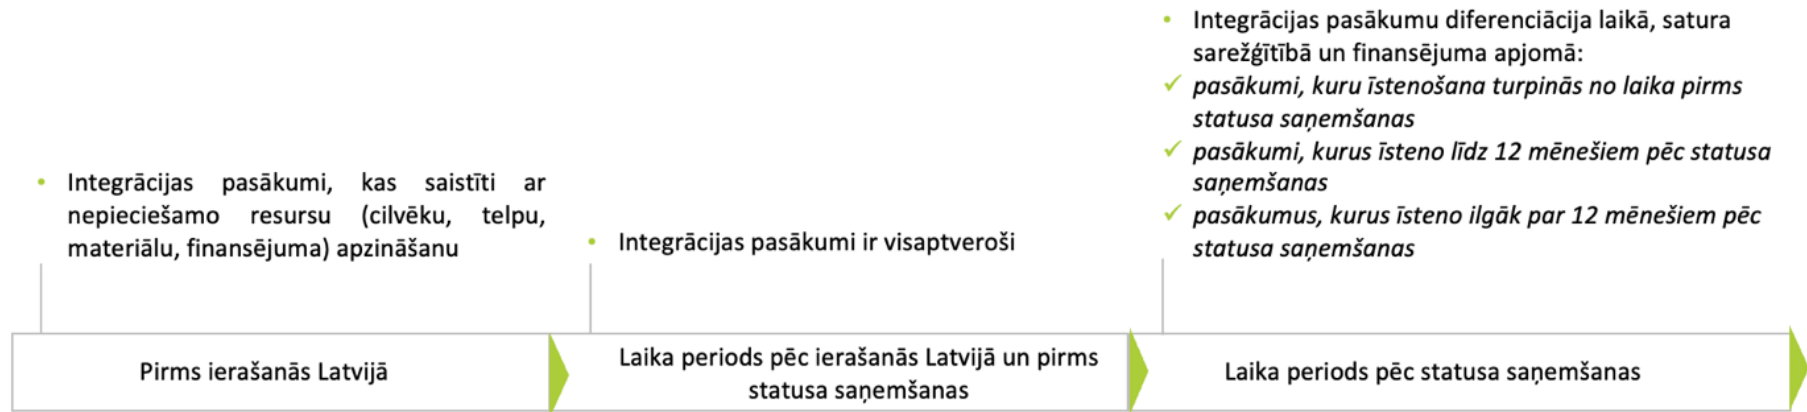 • Integrācijas pasākumi, kas saistīti ar
nepieciešamo resursu (cilvēku, telpu,
materiālu, finansējuma) apzināšanu
• Integrācijas pasākumi ir visaptveroši
• Integrācijas pasākumu diferenciācija laikā, satura
sarežģītībā un finansējuma apjomā:
✓ pasākumi, kuru īstenošana turpinās no laika pirms
statusa saņemšanas
✓ pasākumi, kurus īsteno līdz 12 mēnešiem pēc statusa
saņemšanas
✓ pasākumus, kurus īsteno ilgāk par 12 mēnešiem pēc
statusa saņemšanas
Pirms ierašanās Latvijā
Laika periods pēc ierašanās Latvijā un pirms
statusa saņemšanas
Laika periods pēc statusa saņemšanas